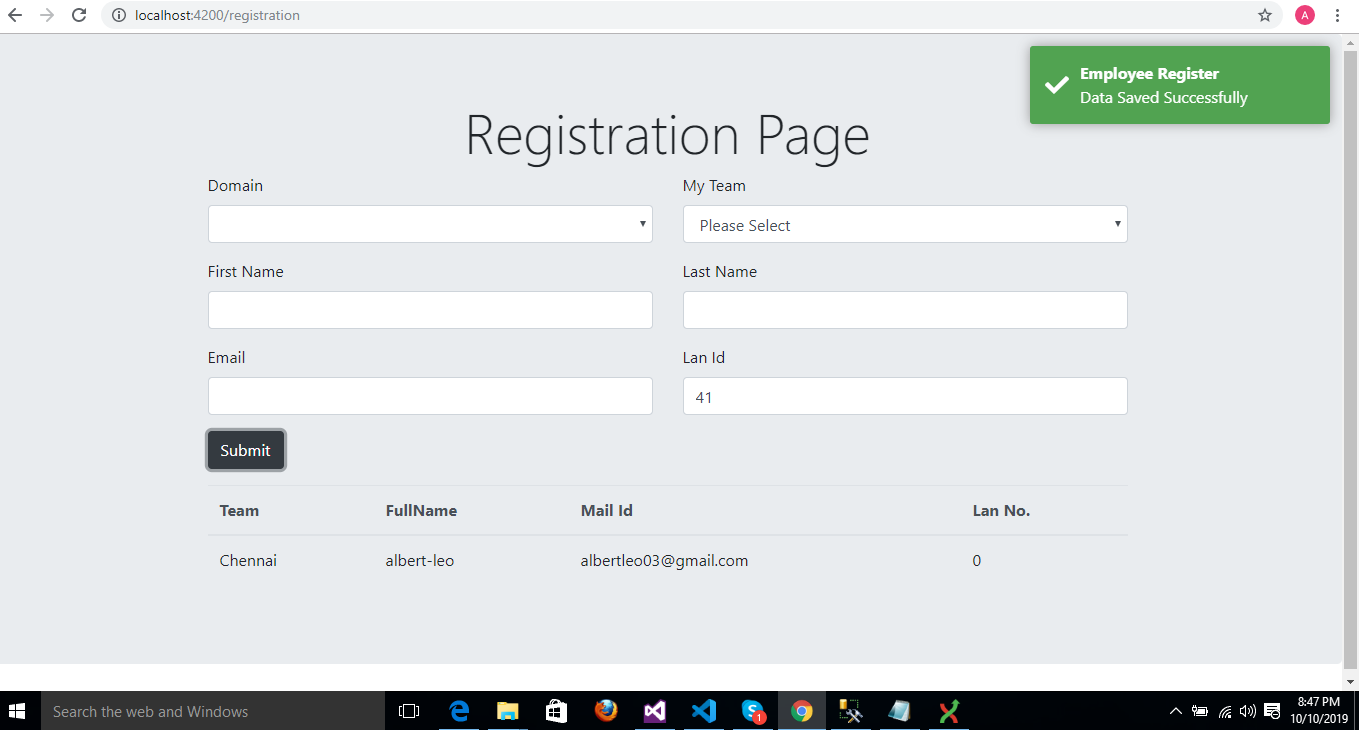 localhost:4200/registration
A
Employee Register
Data Saved Successfully
Registration Page
Domain My Team
Please Select
First Name Last Name
Email Lan Id
41
Submit
Team FullName Mail Id Lan No.
Chennai albert-leo albertleo03@gmail.com 0
Search the web and Windows
1
8:47 PM
10/10/2019